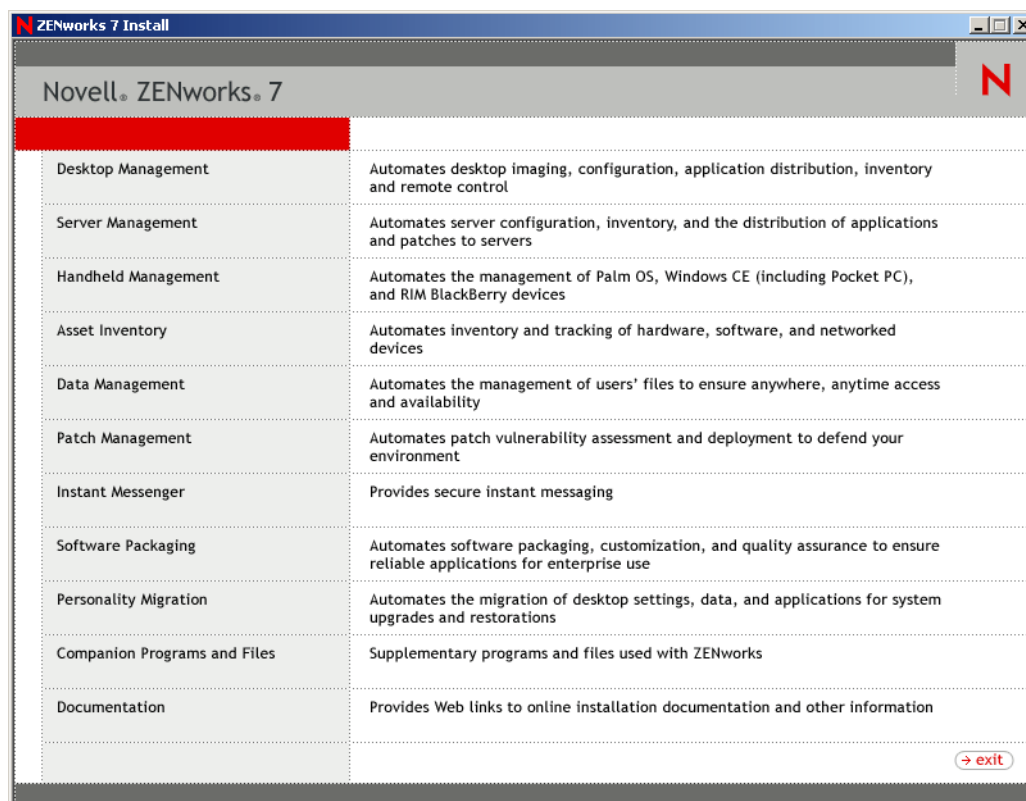 ZENworks 7 Install
Novell® ZENworks® 7
N
Desktop Management
Automates desktop imaging, configuration, application distribution, inventory
and remote control
Server Management
Automates server configuration, inventory, and the distribution of applications
and patches to servers
Handheld Management
Automates the management of Palm OS, Windows CE (including Pocket PC),
and RIM BlackBerry devices
Asset Inventory
Automates inventory and tracking of hardware, software, and networked
devices
Data Management
Automates the management of users’ files to ensure anywhere, anytime access
and availability
Patch Management
Automates patch vulnerability assessment and deployment to defend your
environment
Instant Messenger
Provides secure instant messaging
Software Packaging
Automates software packaging, customization, and quality assurance to ensure
reliable applications for enterprise use
Personality Migration
Automates the migration of desktop settings, data, and applications for system
upgrades and restorations
Companion Programs and Files
Supplementary programs and files used with ZENworks
Documentation
Provides Web links to online installation documentation and other information
exit